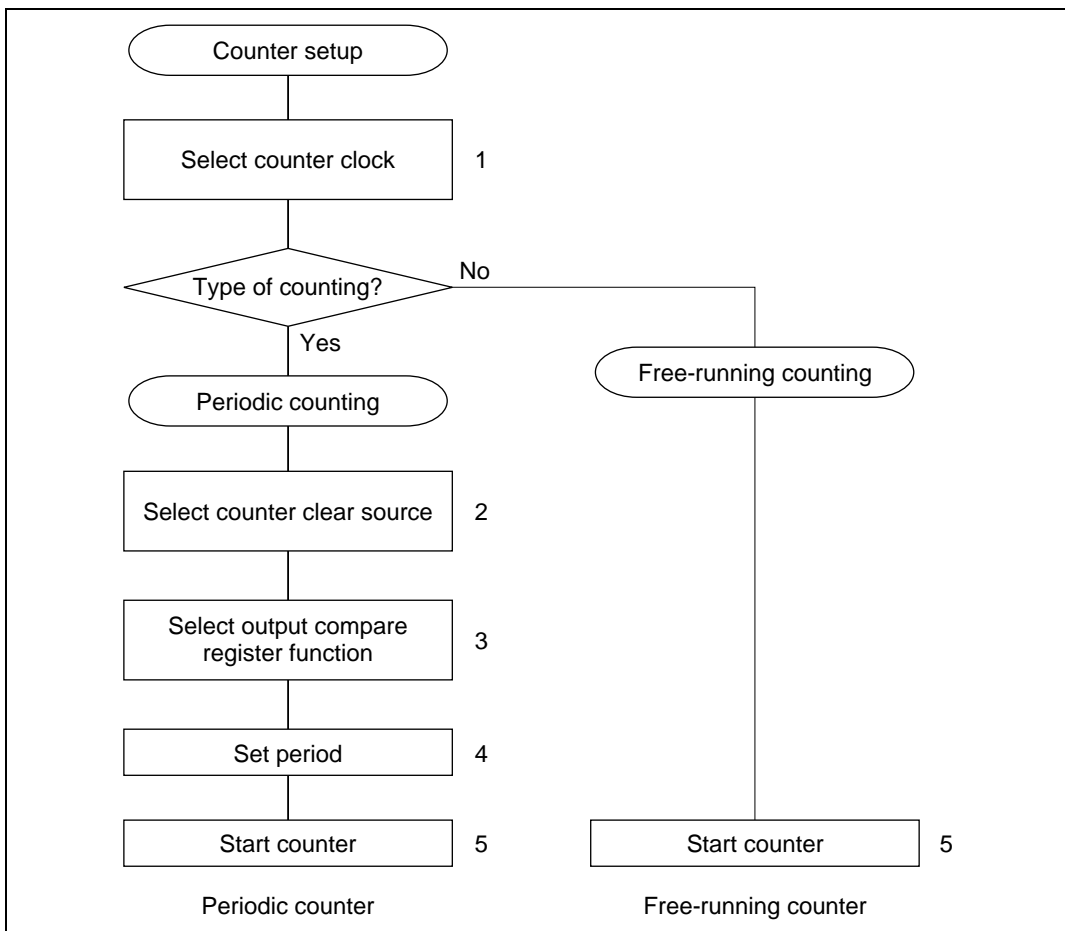 Counter setup
Select counter clock
1
Type of counting?
No
Yes
Periodic counting
Free-running counting
Select counter clear source
2
Select output compare
register function
3
Set period
4
Start counter
5
Start counter
5
Periodic counter
Free-running counter